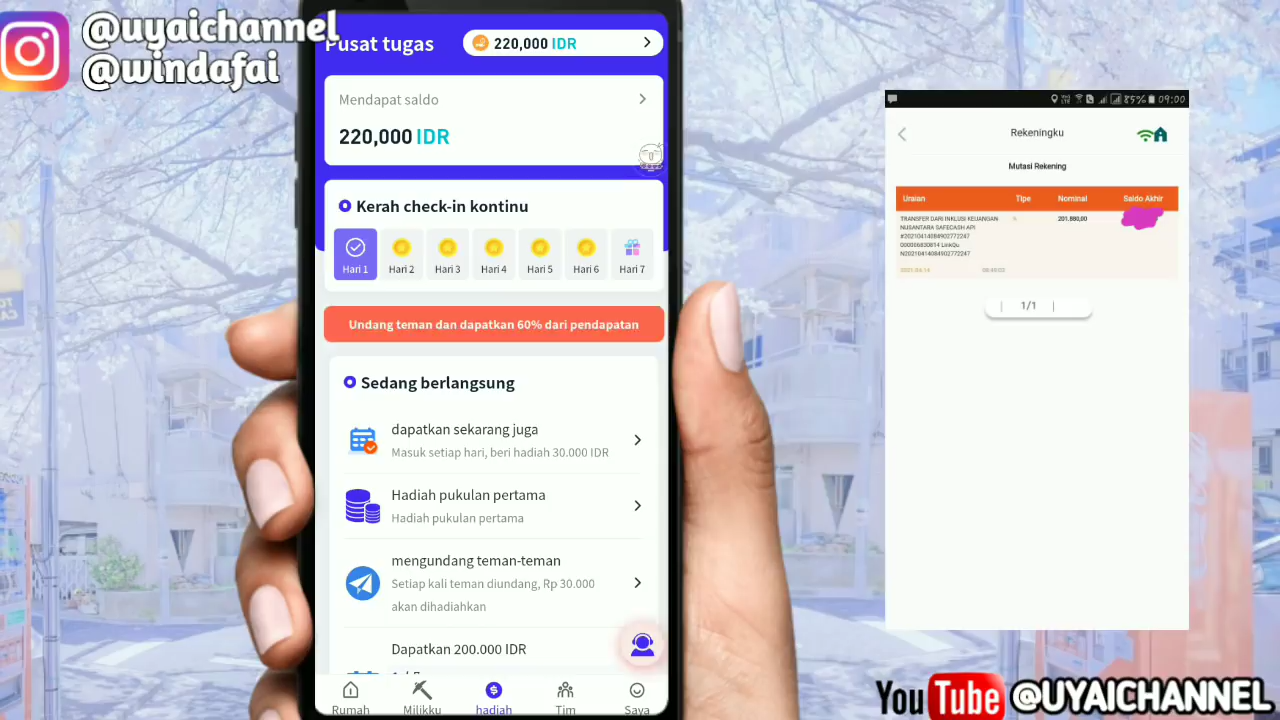 @uyaichannel
@windafai
Pusat tugas
220,000 IDR
Mendapat saldo
220,000 IDR
Kerah check-in kontinu
Hari 1
Hari 2
Hari 3
Hari 4
Hari 5
Hari 6
Hari 7
Undang teman dan dapatkan 60% dari pendapatan
Sedang berlangsung
dapatkan sekarang juga
Masuk setiap hari, beri hadiah 30.000 IDR
Hadiah pukulan pertama
Hadiah pukulan pertama
mengundang teman-teman
Setiap kali teman diundang, Rp 30.000
akan dihadiahkan
Dapatkan 200.000 IDR
Rumah
Milikku
hadiah
Tim
Saya
85% 09:00
Rekeningku
Mutasi Rekening
Uraian Tipe Nominal Saldo Akhir
TRANSFER DARI INKLUSI KEUANGAN
NUSANTARA SAFECASH API
#20210414084902772247
000006830814 LinkQu
N20210414084902772247
201.880,00
1/1
YouTube @UYAICHANNEL